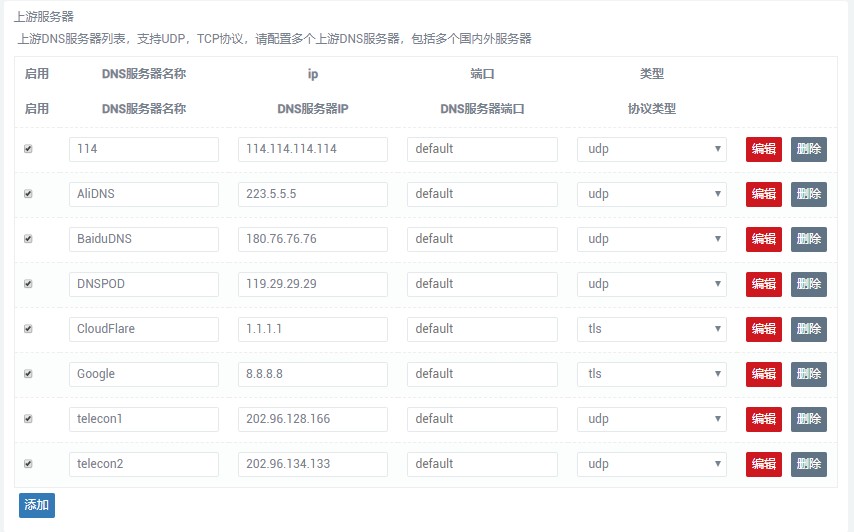 上游服务器
上游DNS服务器列表，支持UDP，TCP协议，请配置多个上游DNS服务器，包括多个国内外服务器
启用 DNS服务器名称 ip 端口 类型
启用 DNS服务器名称 DNS服务器IP DNS服务器端口 协议类型
114 114.114.114.114 default udp 编辑 删除
AliDNS 223.5.5.5 default udp 编辑 删除
BaiduDNS 180.76.76.76 default udp 编辑 删除
DNSPOD 119.29.29.29 default udp 编辑 删除
CloudFlare 1.1.1.1 default tls 编辑 删除
Google 8.8.8.8 default tls 编辑 删除
telecon1 202.96.128.166 default udp 编辑 删除
telecon2 202.96.134.133 default udp 编辑 删除
添加